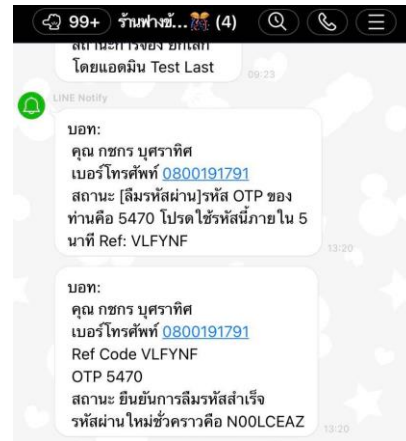 99+ ร้านฟางข้... (4)
สถานะการจอง ยกเลิก
โดยแอดมิน Test Last
09:23
LINE Notify
บอท:
คุณ กชกร บุศราทิศ
เบอร์โทรศัพท์ 0800191791
สถานะ [ลืมรหัสผ่าน]รหัส OTP ของ
ท่านคือ 5470 โปรดใช้รหัสนี้ภายใน 5
นาที Ref: VLFYNF
13:20
บอท:
คุณ กชกร บุศราทิศ
เบอร์โทรศัพท์ 0800191791
Ref Code VLFYNF
OTP 5470
สถานะ ยืนยันการลืมรหัสสำเร็จ
รหัสผ่านใหม่ชั่วคราวคือ N00LCEAZ
13:20